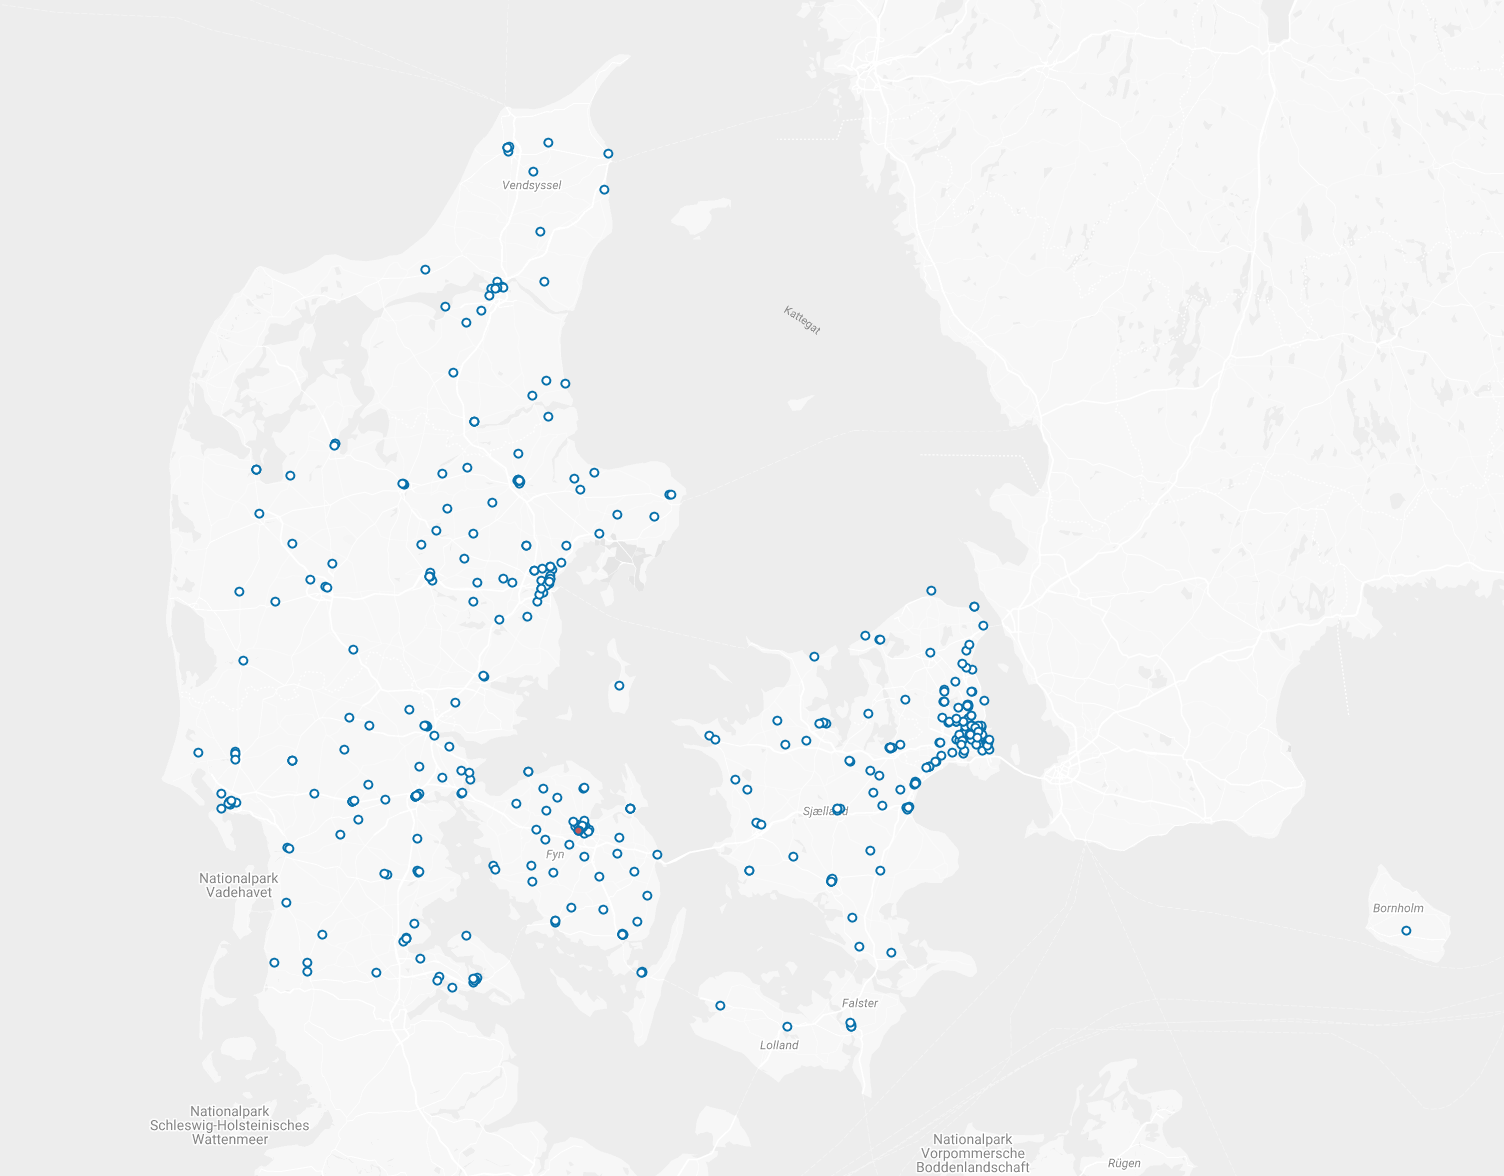 Vendsyssel
Kattegat
Sjælland
Fyn
Nationalpark
Vadehavet
Bornholm
Falster
Lolland
Nationalpark
Schleswig-Holsteinisches
Wattenmeer
Nationalpark
Vorpommersche
Boddenlandschaft
Rügen